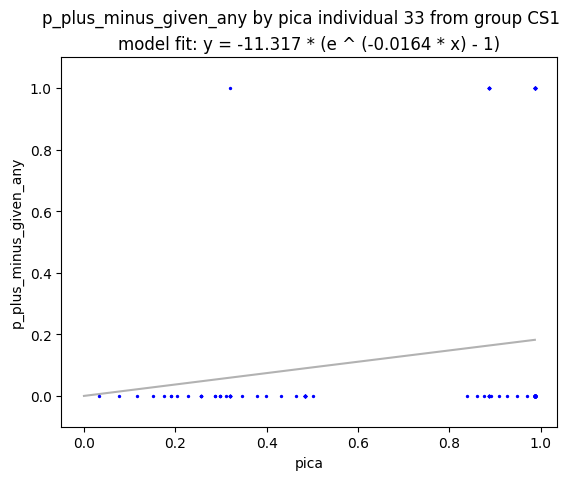 p_plus_minus_given_any by pica individual 33 from group CS1
model fit: y = -11.317 * (e ^ (-0.0164 * x) - 1)
p_plus_minus_given_any
1.0
0.8
0.6
0.4
0.2
0.0
0.0 0.2 0.4 0.6 0.8 1.0
pica